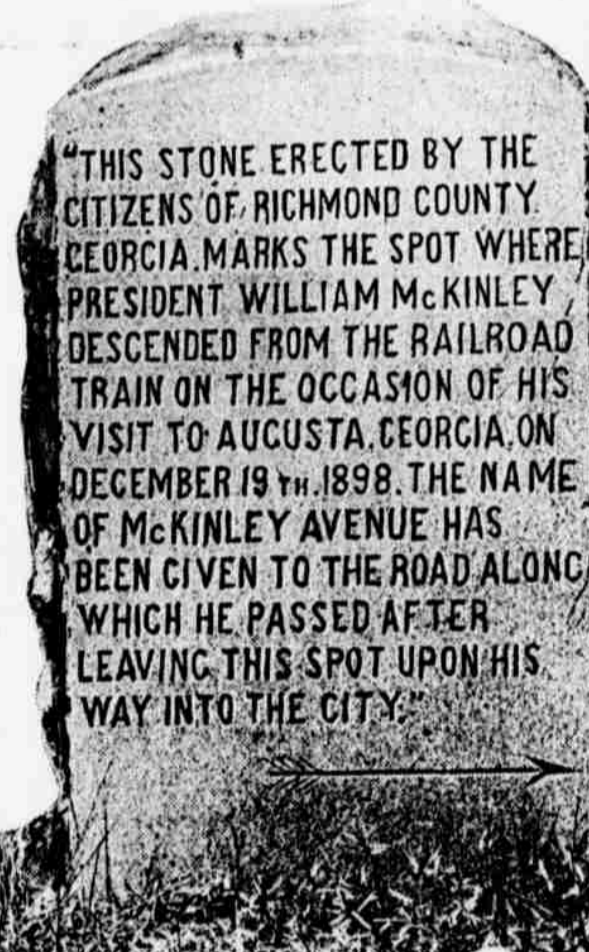 "THIS STONE ERECTED BY THE
CITIZENS OF, RICHMOND COUNTY.
GEORGIA. MARKS THE SPOT WHERE
PRESIDENT WILLIAM McKINLEY,
DESCENDED FROM THE RAILROAD
TRAIN ON THE OCCASION OF HIS
VISIT TO AUGUSTA. GEORGIA. ON
DECEMBER 19TH. 1898. THE NAME
OF McKINLEY AVENUE HAS
BEEN GIVEN TO THE ROAD ALONG
WHICH HE PASSED AFTER
LEAVING THIS SPOT UPON HIS
WAY INTO THE CITY."